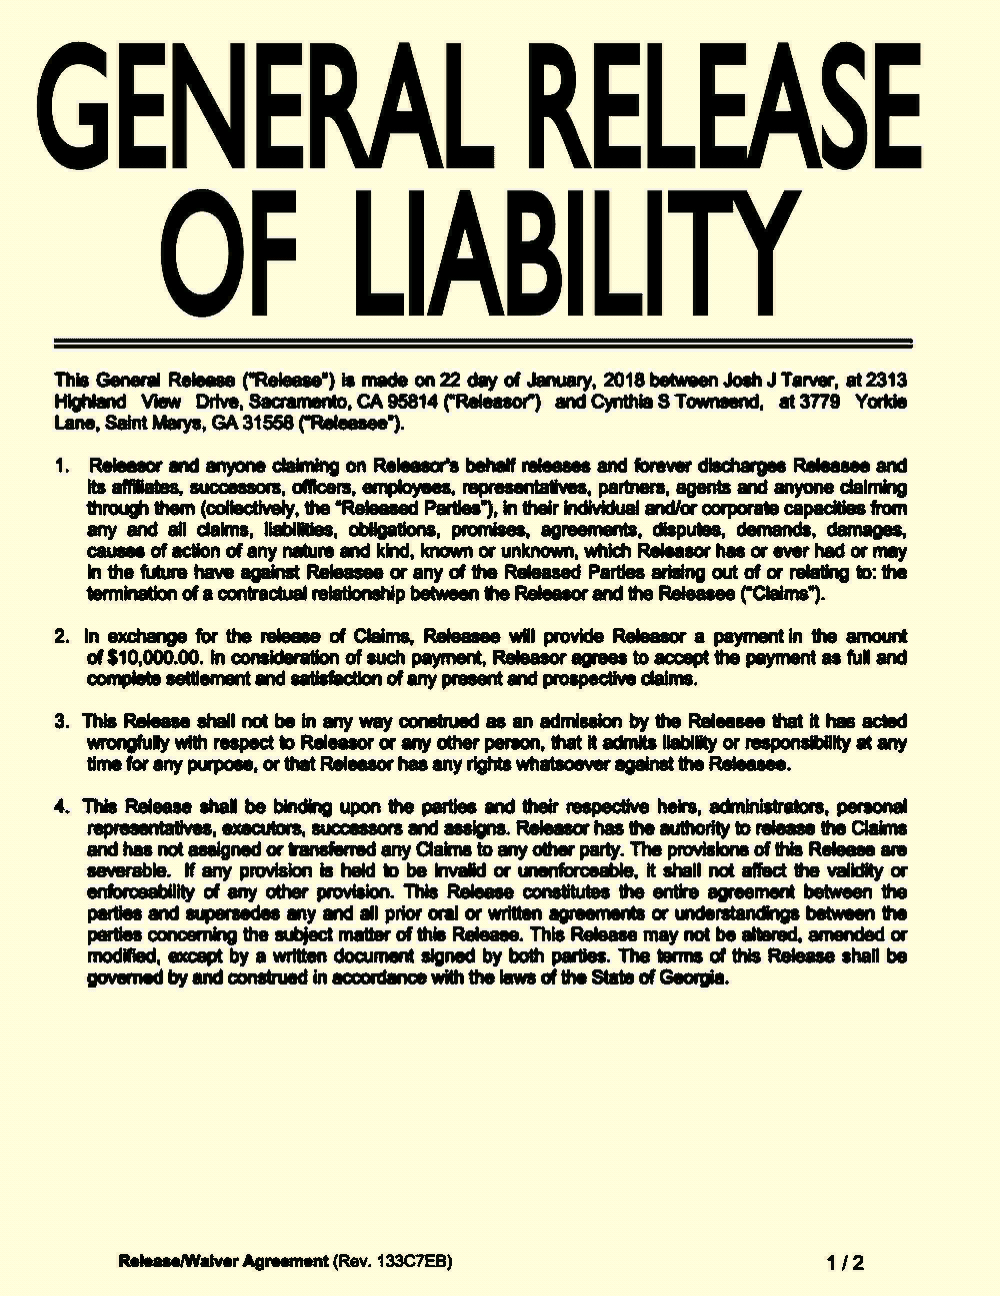 GENERAL RELEASE
OF LIABILITY
This General Release ("Release") is made on 22 day of January, 2018 between Josh J Tarver, at 2313
Highland View Drive, Sacramento, CA 95814 ("Releasor") and Cynthia S Townsend, at 3779 Yorkie
Lane, Saint Marys, GA 31558 ("Releasee").
1. Releasor and anyone claiming on Releasor's behalf releases and forever discharges Releasee and
its affiliates, successors, officers, employees, representatives, partners, agents and anyone claiming
through them (collectively, the "Released Parties"), in their individual and/or corporate capacities from
any and all claims, liabilities, obligations, promises, agreements, disputes, demands, damages,
causes of action of any nature and kind, known or unknown, which Releasor has or ever had or may
in the future have against Releasee or any of the Released Parties arising out of or relating to: the
termination of a contractual relationship between the Releasor and the Releasee ("Claims").
2. In exchange for the release of Claims, Releasee will provide Releasor a payment in the amount
of $10,000.00. In consideration of such payment, Releasor agrees to accept the payment as full and
complete settlement and satisfaction of any present and prospective claims.
3. This Release shall not be in any way construed as an admission by the Releasee that it has acted
wrongfully with respect to Releasor or any other person, that it admits liability or responsibility at any
time for any purpose, or that Releasor has any rights whatsoever against the Releasee.
4. This Release shall be binding upon the parties and their respective heirs, administrators, personal
representatives, executors, successors and assigns. Releasor has the authority to release the Claims
and has not assigned or transferred any Claims to any other party. The provisions of this Release are
severable. If any provision is held to be invalid or unenforceable, it shall not affect the validity or
enforceability of any other provision. This Release constitutes the entire agreement between the
parties and supersedes any and all prior oral or written agreements or understandings between the
parties concerning the subject matter of this Release. This Release may not be altered, amended or
modified, except by a written document signed by both parties. The terms of this Release shall be
governed by and construed in accordance with the laws of the State of Georgia.
Release/Waiver Agreement (Rev. 133C7EB)
1 / 2